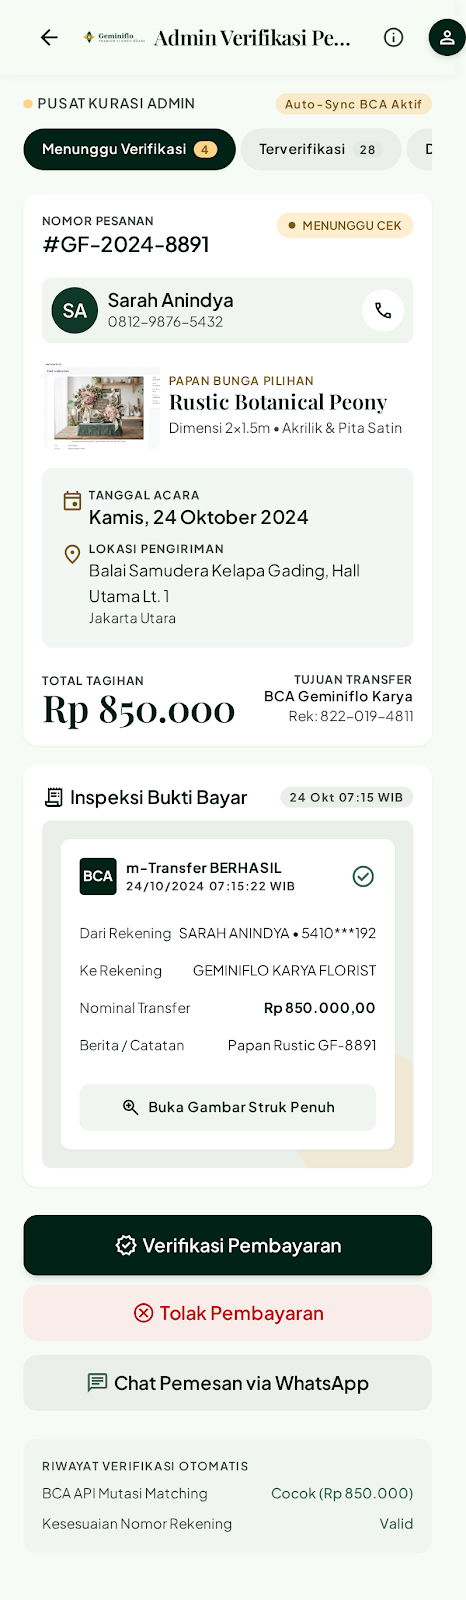 Geminiflo
Admin Verifikasi Pe...
PUSAT KURASI ADMIN
Auto-Sync BCA Aktif
Menunggu Verifikasi 4
Terverifikasi 28
NOMOR PESANAN
MENUNGGU CEK
#GF-2024-8891
SA
Sarah Anindya
0812-9876-5432
PAPAN BUNGA PILIHAN
Rustic Botanical Peony
Dimensi 2x1.5m • Akrilik & Pita Satin
TANGGAL ACARA
Kamis, 24 Oktober 2024
LOKASI PENGIRIMAN
Balai Samudera Kelapa Gading, Hall
Utama Lt. 1
Jakarta Utara
TOTAL TAGIHAN
Rp 850.000
TUJUAN TRANSFER
BCA Geminiflo Karya
Rek: 822-019-4811
Inspeksi Bukti Bayar
24 Okt 07:15 WIB
BCA
m-Transfer BERHASIL
24/10/2024 07:15:22 WIB
Dari Rekening SARAH ANINDYA • 5410***192
Ke Rekening GEMINIFLO KARYA FLORIST
Nominal Transfer Rp 850.000,00
Berita / Catatan Papan Rustic GF-8891
Buka Gambar Struk Penuh
Verifikasi Pembayaran
Tolak Pembayaran
Chat Pemesan via WhatsApp
RIWAYAT VERIFIKASI OTOMATIS
BCA API Mutasi Matching Cocok (Rp 850.000)
Kesesuaian Nomor Rekening Valid